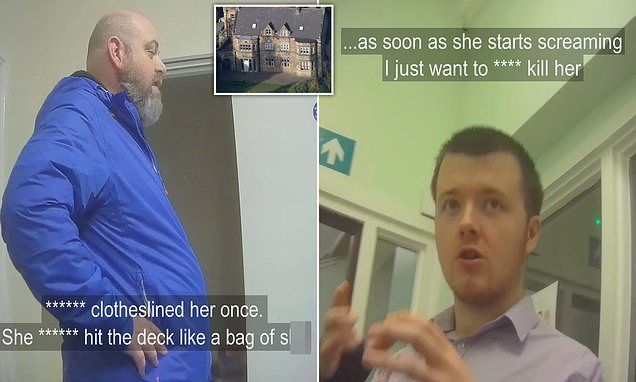 ...as soon as she starts screaming
I just want to **** kill her
****** clotheslined her once.
She ****** hit the deck like a bag of s